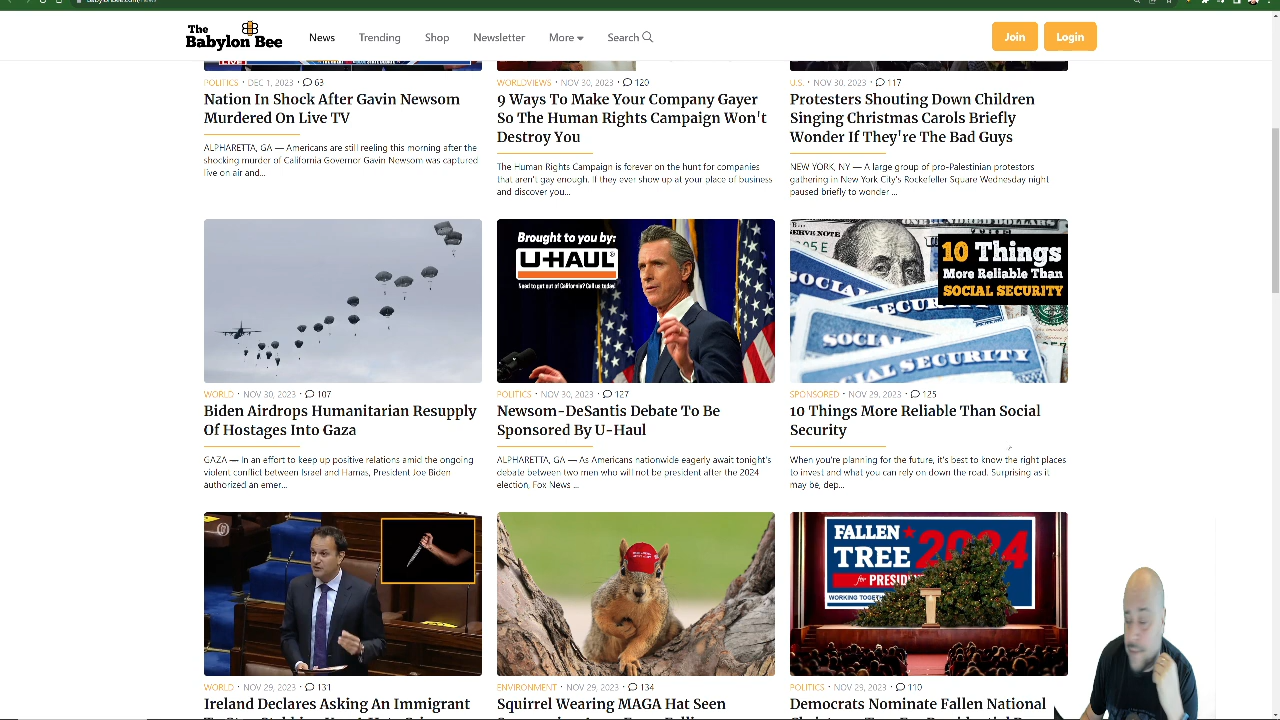 The
Babylon Bee
News
Trending
Shop
Newsletter
More
Search
Join
Login
POLITICS · DEC 1, 2023 · 63
Nation In Shock After Gavin Newsom
Murdered On Live TV
ALPHARETTA, GA — Americans are still reeling this morning after the
shocking murder of California Governor Gavin Newsom was captured
live on air and...
WORLDVIEWS · NOV 30, 2023 · 120
9 Ways To Make Your Company Gayer
So The Human Rights Campaign Won't
Destroy You
The Human Rights Campaign is forever on the hunt for companies
that aren't gay enough. If they ever show up at your place of business
and discover you...
U.S. · NOV 30, 2023 · 117
Protesters Shouting Down Children
Singing Christmas Carols Briefly
Wonder If They're The Bad Guys
NEW YORK, NY — A large group of pro-Palestinian protestors
gathering in New York City's Rockefeller Square Wednesday night
paused briefly to wonder ...
WORLD · NOV 30, 2023 · 107
Biden Airdrops Humanitarian Resupply
Of Hostages Into Gaza
GAZA — In an effort to keep up positive relations amid the ongoing
violent conflict between Israel and Hamas, President Joe Biden
authorized an emer...
Brought to you by:
U-HAUL
Need to get out of California? Call us today!
POLITICS · NOV 30, 2023 · 127
Newsom-DeSantis Debate To Be
Sponsored By U-Haul
ALPHARETTA, GA — As Americans nationwide eagerly await tonight's
debate between two men who will not be president after the 2024
election, Fox News ...
10 Things
More Reliable Than
SOCIAL SECURITY
SOCIAL SECURITY
SPONSORED · NOV 29, 2023 · 125
10 Things More Reliable Than Social
Security
When you're planning for the future, it's best to know the right places
to invest and what you can rely on down the road. Surprising as it
may be, dep...
WORLD · NOV 29, 2023 · 131
Ireland Declares Asking An Immigrant
ENVIRONMENT · NOV 29, 2023 · 134
Squirrel Wearing MAGA Hat Seen
FALLEN
TREE 2024
for PRESIDENT
WORKING TOGETHER
POLITICS · NOV 29, 2023 · 110
Democrats Nominate Fallen National